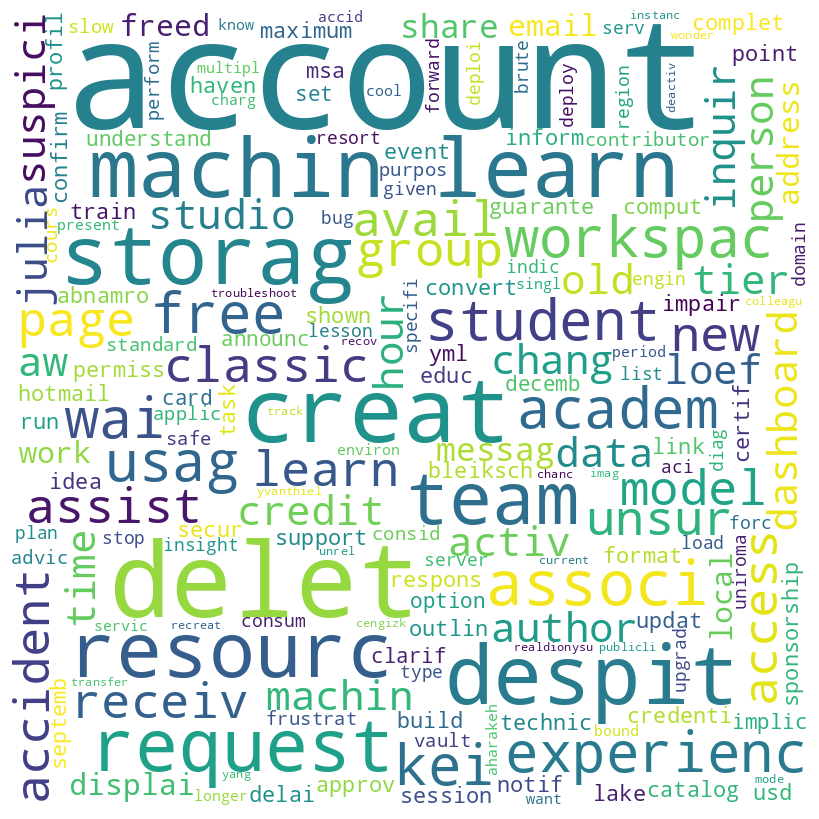 slow
freed
maximum
accid
know
share
email
serv
instanc
wonder
complet
profil
suspici
account
perform
multipl
charg
haven
msa
set
cool
forward
deploi
brute
deploy
region
deactiv
point
confirm
understand
resort
event
purpos
given
inform
contributor
inquir
person
address
machin learn
julia
cours
present
train
studio
bug
avail
guarante
comput
domain
storag
group
workspac
indic
singl
engin
old
tier
colleagu
abnamro
troubleshoot
convert
specifi
impair
page
free
shown
lesson
recov
hour
student
new
standard
announc
yml
period
list
aw
permiss
classic
educ
chang
loef
dashboard
hotmail
card
applic
task
track
creat
decemb
academ
certif
run
wai
safe
environ
messag
data
link
diag
work
usag
learn
bleiksch
chanc
aci
idea
yvanthiel
imag
model
assist
credit
team
unsur
forc
plan
stop
secur
insight
support
consid
activ
format
load
advic
time
unrel
server
current
uniroma
access
accident
delet
respons
associ
local
sponsorship
option
servic
recreat
consum
cengizk
outlin
author
updat
resourc
clarif
realdionysu
publicli
despit
upgrad
transfer
type
septemb
receiv
machin
frustrat
build
technic
credenti
implic
request
vault
aharakeh
bound
kei
experienc
displai
yang
longer
delai
approv
session
notif
want
lake
catalog
usd
mode